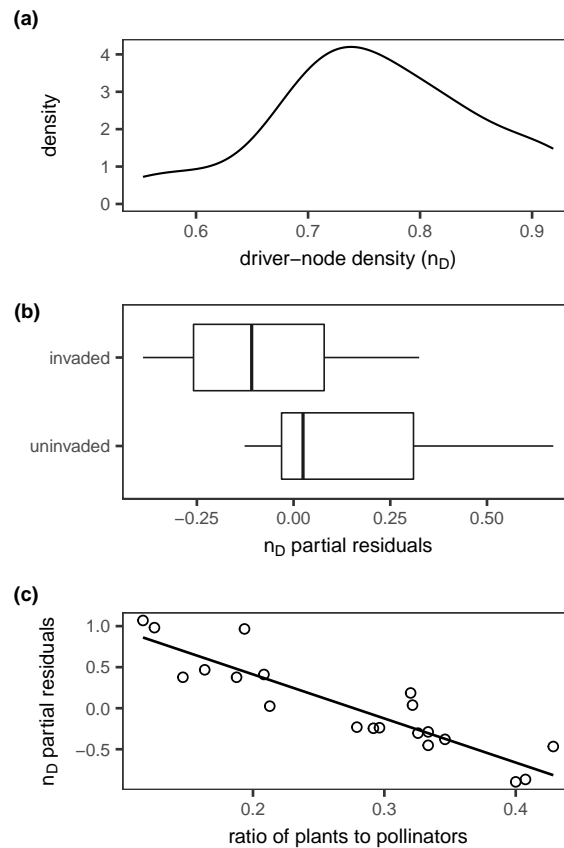 (a)
density
4
3
2
1
0
0.6 0.7 0.8 0.9
driver−node density (nD)
(b)
invaded
uninvaded
−0.25 0.00 0.25 0.50
nD partial residuals
(c)
nD partial residuals
1.0
0.5
0.0
−0.5
0.2 0.3 0.4
ratio of plants to pollinators